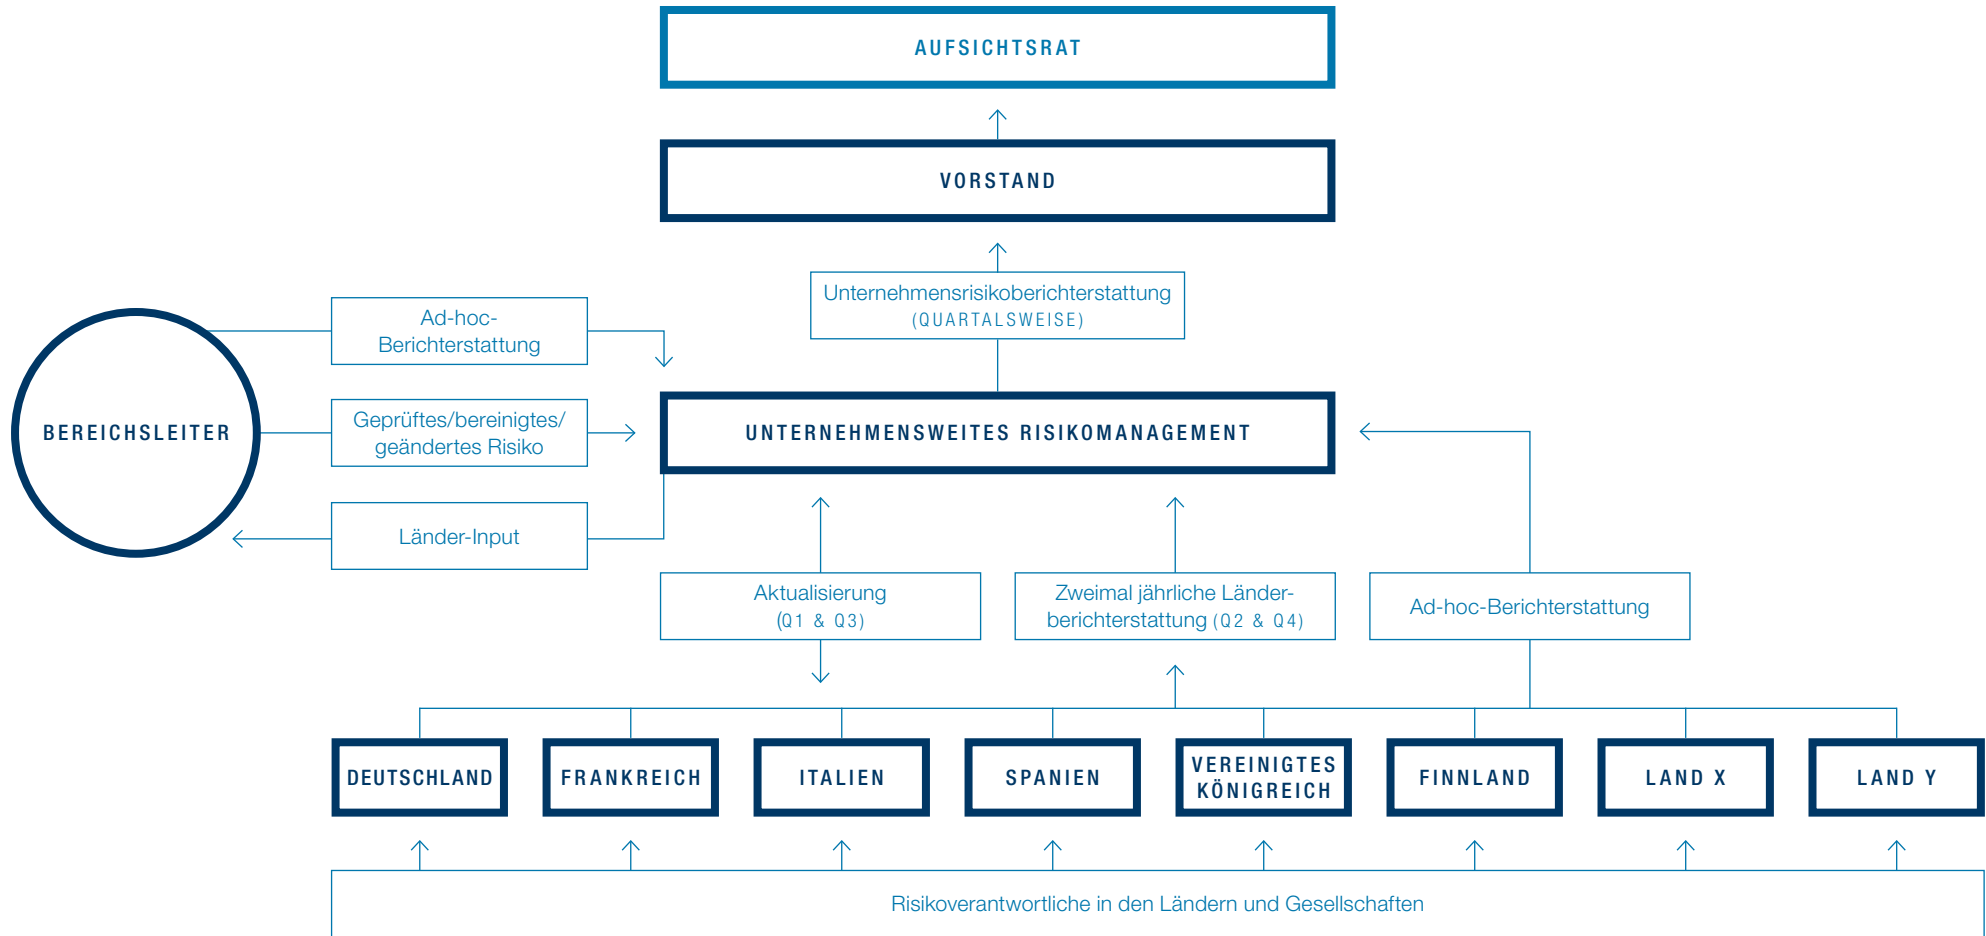 AUFSICHTSRAT
VORSTAND
Unternehmensrisikoberichterstattung
(QUARTALSWEISE)
Ad-hoc-
Berichterstattung
BEREICHSLEITER
Geprüftes/bereinigtes/
geändertes Risiko
UNTERNEHMENSWEITES RISIKOMANAGEMENT
Länder-Input
Aktualisierung
(Q1 & Q3)
Zweimal jährliche Länder-
berichterstattung (Q2 & Q4)
Ad-hoc-Berichterstattung
DEUTSCHLAND
FRANKREICH
ITALIEN
SPANIEN
VEREINIGTES
KÖNIGREICH
FINNLAND
LAND X
LAND Y
Risikoverantwortliche in den Ländern und Gesellschaften